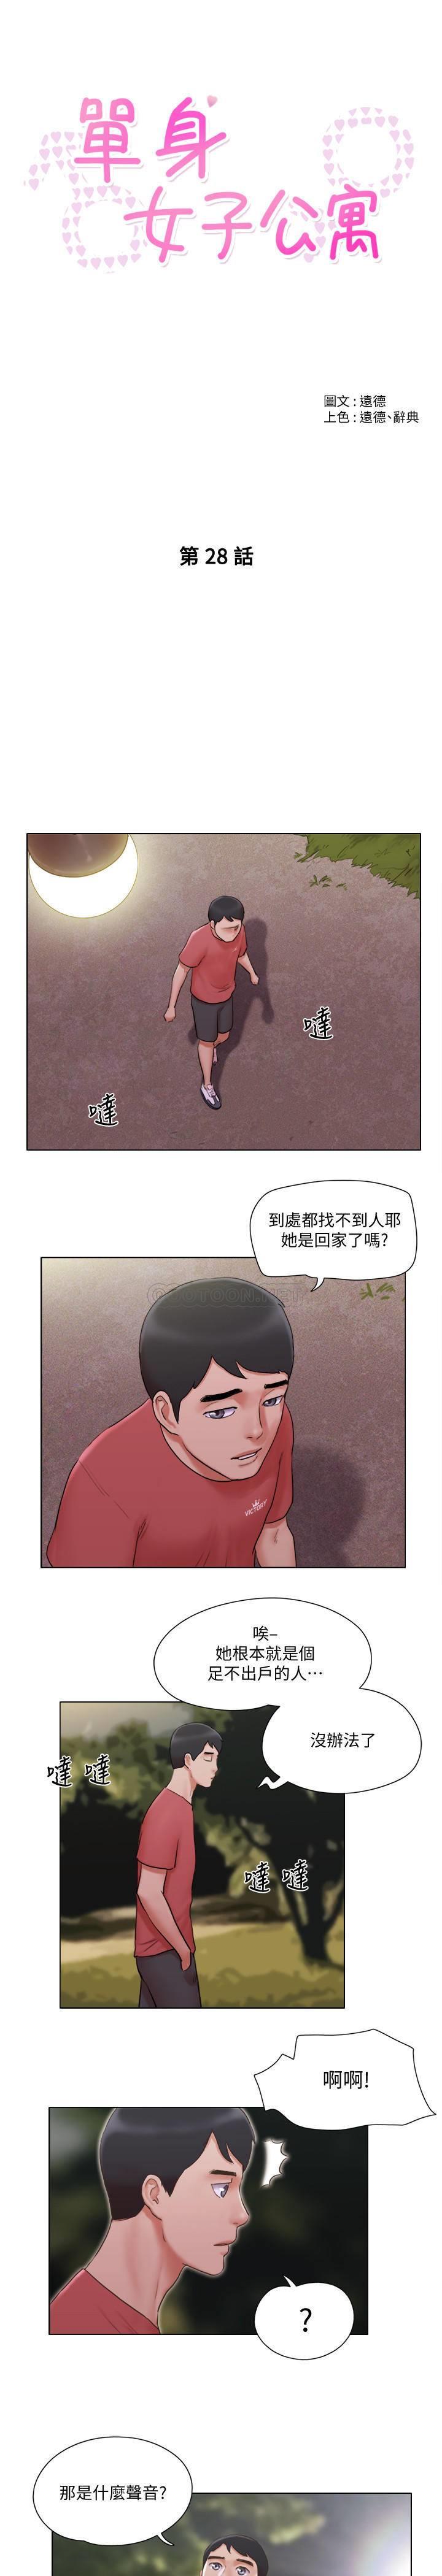 單身
女子公寓
圖文：遠德
上色：遠德、辭典
第 28 話
噠
噠
到處都找不到人耶
她是回家了嗎?
VICTORY
唉–
她根本就是個
足不出戶的人⋯
沒辦法了
噠 噠
噠 噠
啊啊!
?
那是什麼聲音?